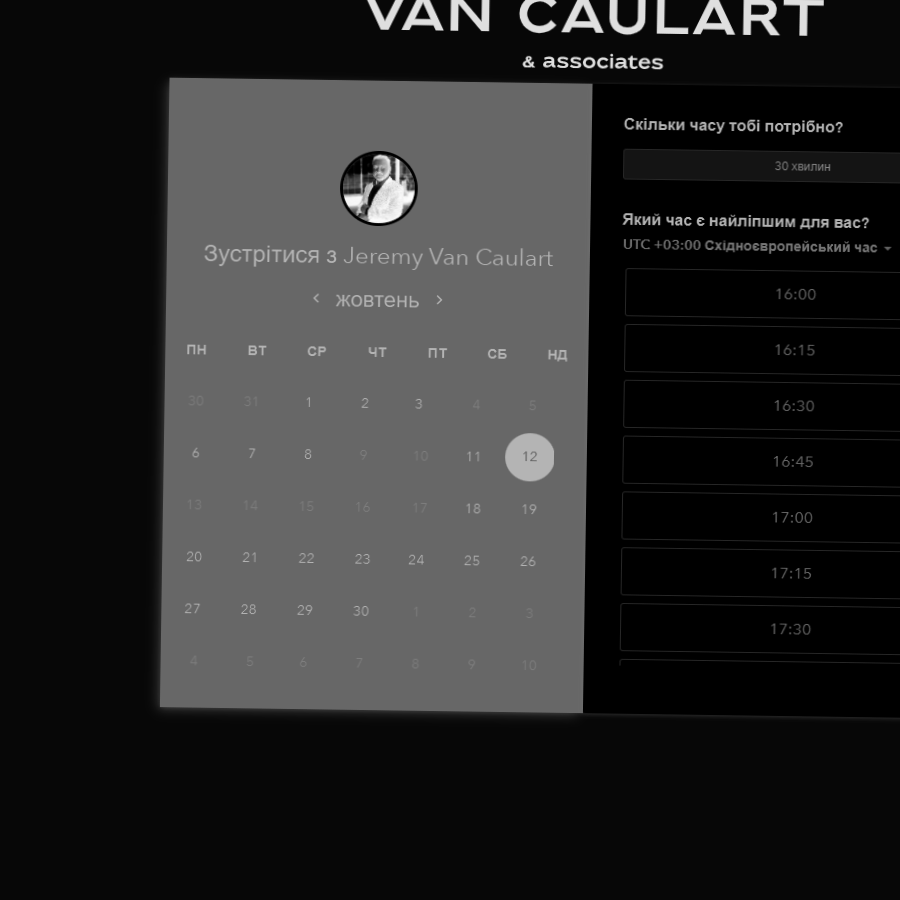 VAN CAULART
& associates
Зустрітися з Jeremy Van Caulart
‹ жовтень ›
ПН ВТ СР ЧТ ПТ СБ НД
30 31 1 2 3 4 5
6 7 8 9 10 11 12
13 14 15 16 17 18 19
20 21 22 23 24 25 26
27 28 29 30 1 2 3
4 5 6 7 8 9 10
Скільки часу тобі потрібно?
30 хвилин
Який час є найліпшим для вас?
UTC +03:00 Східноєвропейський час
16:00
16:15
16:30
16:45
17:00
17:15
17:30